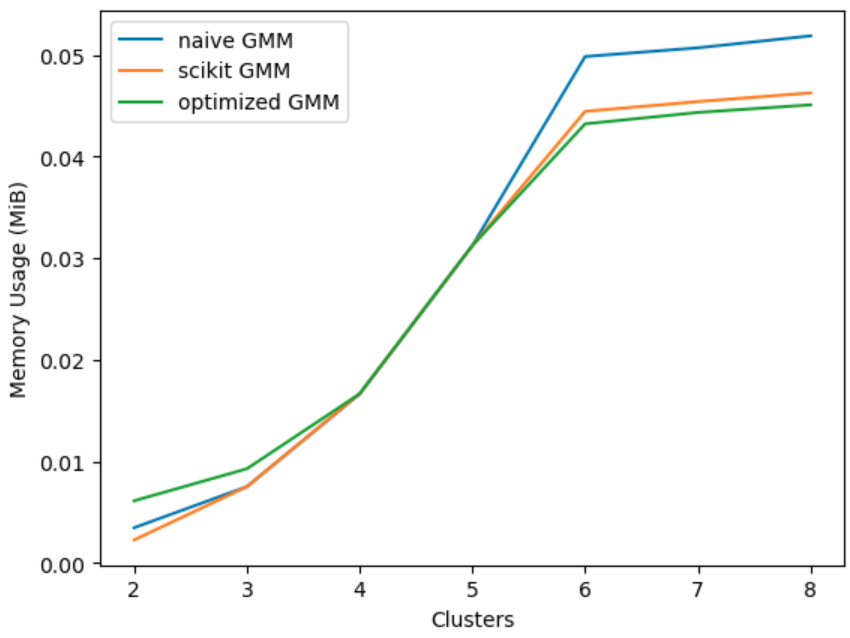 naive GMM
scikit GMM
optimized GMM
0.05
0.04
0.03
0.02
0.01
0.00
Memory Usage (MiB)
2 3 4 5 6 7 8
Clusters